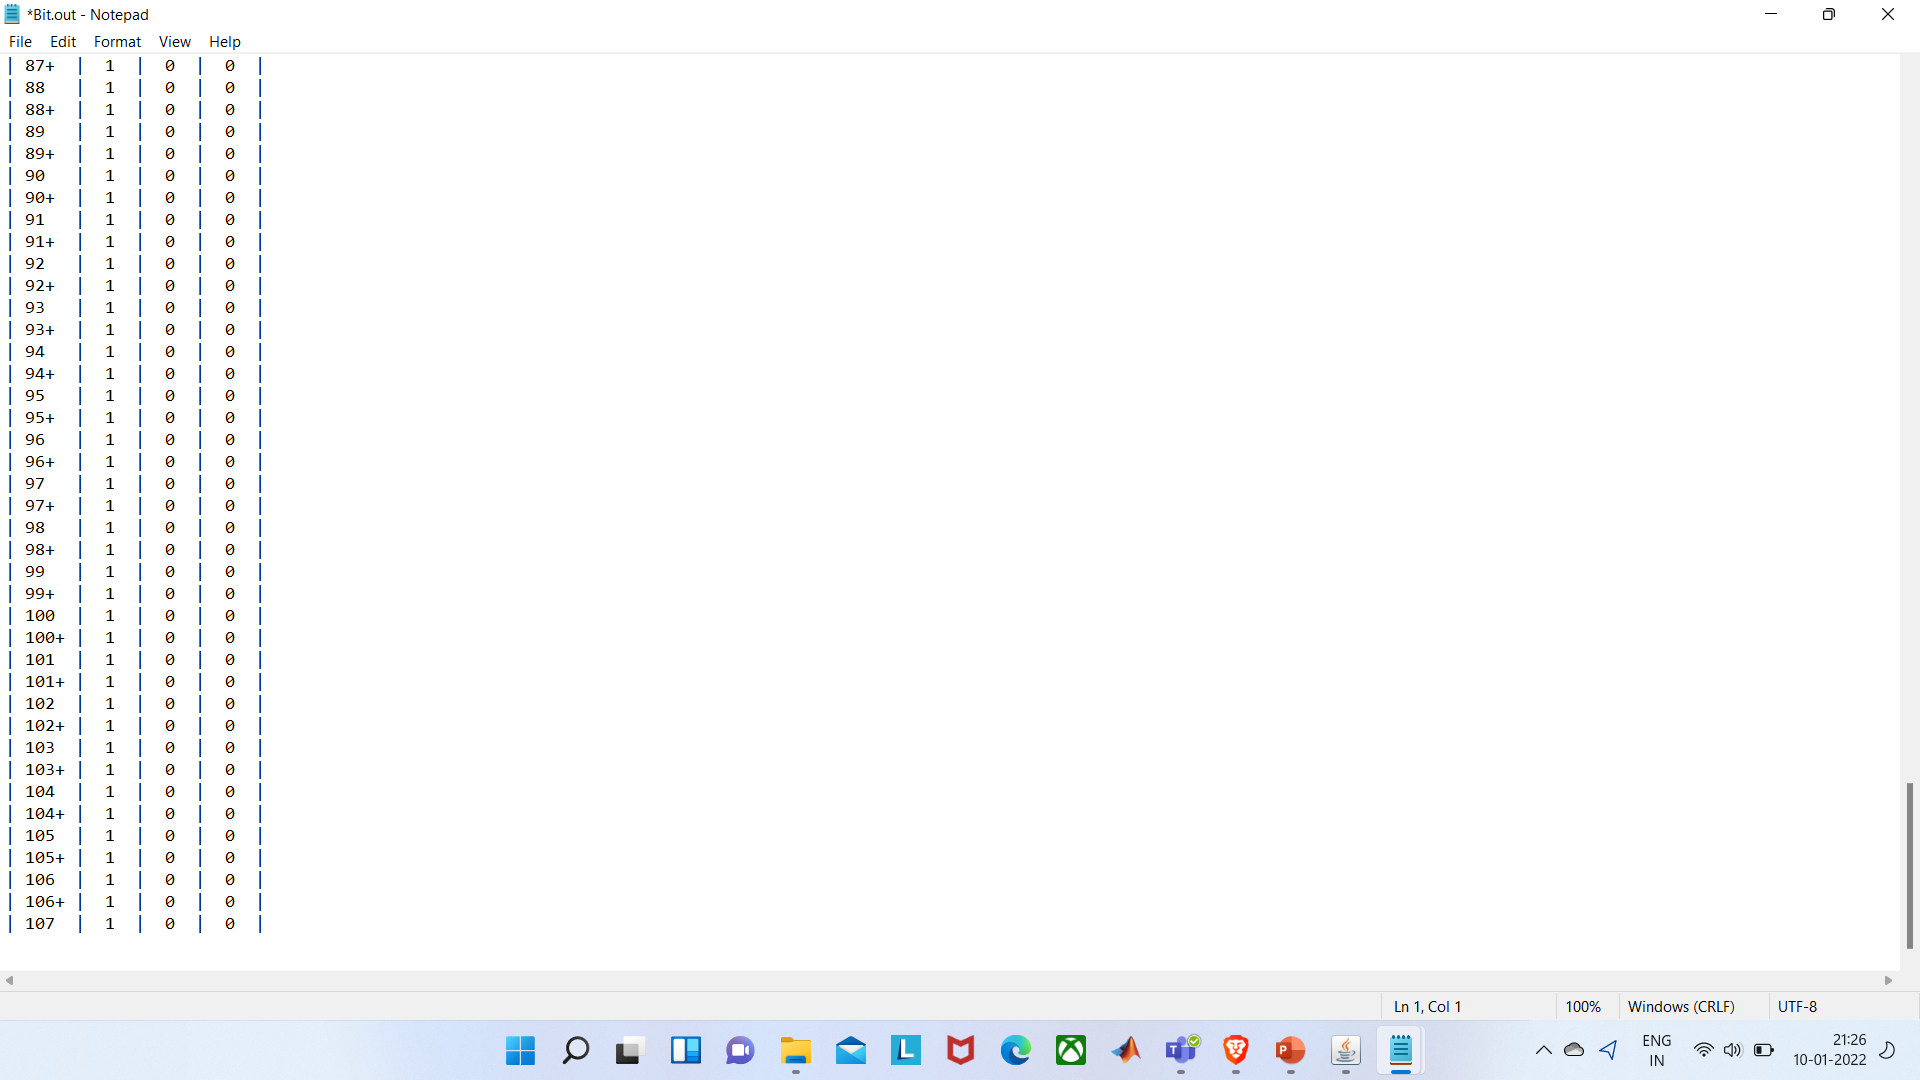 *Bit.out - Notepad
File Edit Format View Help
| 87+ | 1 | 0 | 0 |
| 88 | 1 | 0 | 0 |
| 88+ | 1 | 0 | 0 |
| 89 | 1 | 0 | 0 |
| 89+ | 1 | 0 | 0 |
| 90 | 1 | 0 | 0 |
| 90+ | 1 | 0 | 0 |
| 91 | 1 | 0 | 0 |
| 91+ | 1 | 0 | 0 |
| 92 | 1 | 0 | 0 |
| 92+ | 1 | 0 | 0 |
| 93 | 1 | 0 | 0 |
| 93+ | 1 | 0 | 0 |
| 94 | 1 | 0 | 0 |
| 94+ | 1 | 0 | 0 |
| 95 | 1 | 0 | 0 |
| 95+ | 1 | 0 | 0 |
| 96 | 1 | 0 | 0 |
| 96+ | 1 | 0 | 0 |
| 97 | 1 | 0 | 0 |
| 97+ | 1 | 0 | 0 |
| 98 | 1 | 0 | 0 |
| 98+ | 1 | 0 | 0 |
| 99 | 1 | 0 | 0 |
| 99+ | 1 | 0 | 0 |
| 100 | 1 | 0 | 0 |
| 100+ | 1 | 0 | 0 |
| 101 | 1 | 0 | 0 |
| 101+ | 1 | 0 | 0 |
| 102 | 1 | 0 | 0 |
| 102+ | 1 | 0 | 0 |
| 103 | 1 | 0 | 0 |
| 103+ | 1 | 0 | 0 |
| 104 | 1 | 0 | 0 |
| 104+ | 1 | 0 | 0 |
| 105 | 1 | 0 | 0 |
| 105+ | 1 | 0 | 0 |
| 106 | 1 | 0 | 0 |
| 106+ | 1 | 0 | 0 |
| 107 | 1 | 0 | 0 |
Ln 1, Col 1 100% Windows (CRLF) UTF-8
L T P
ENG 21:26
IN 10-01-2022